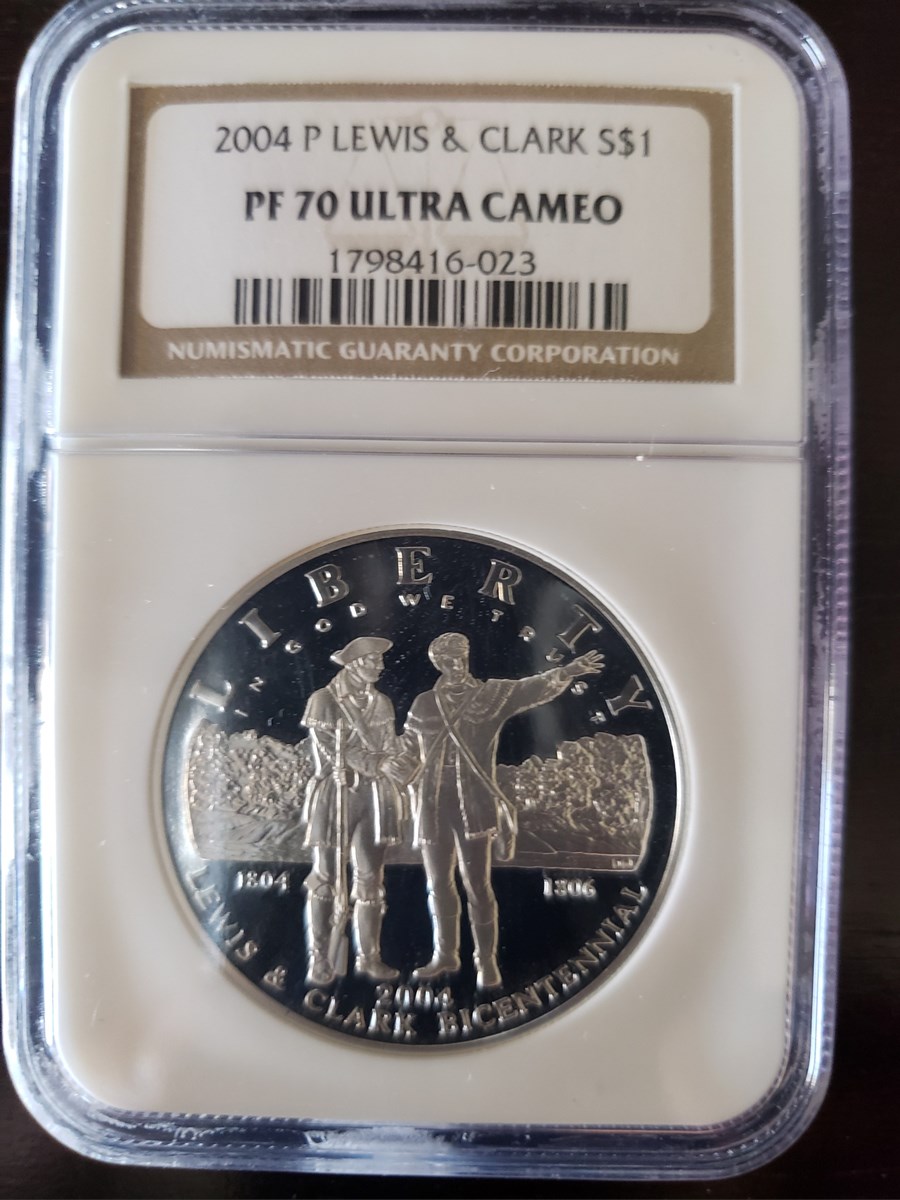 2004 P LEWIS & CLARK S$1
PF 70 ULTRA CAMEO
1798416-023
NUMISMATIC GUARANTY CORPORATION
LIBERTY
IN GOD WE TRUST
1804
1806
2004
LEWIS & CLARK BICENTENNIAL